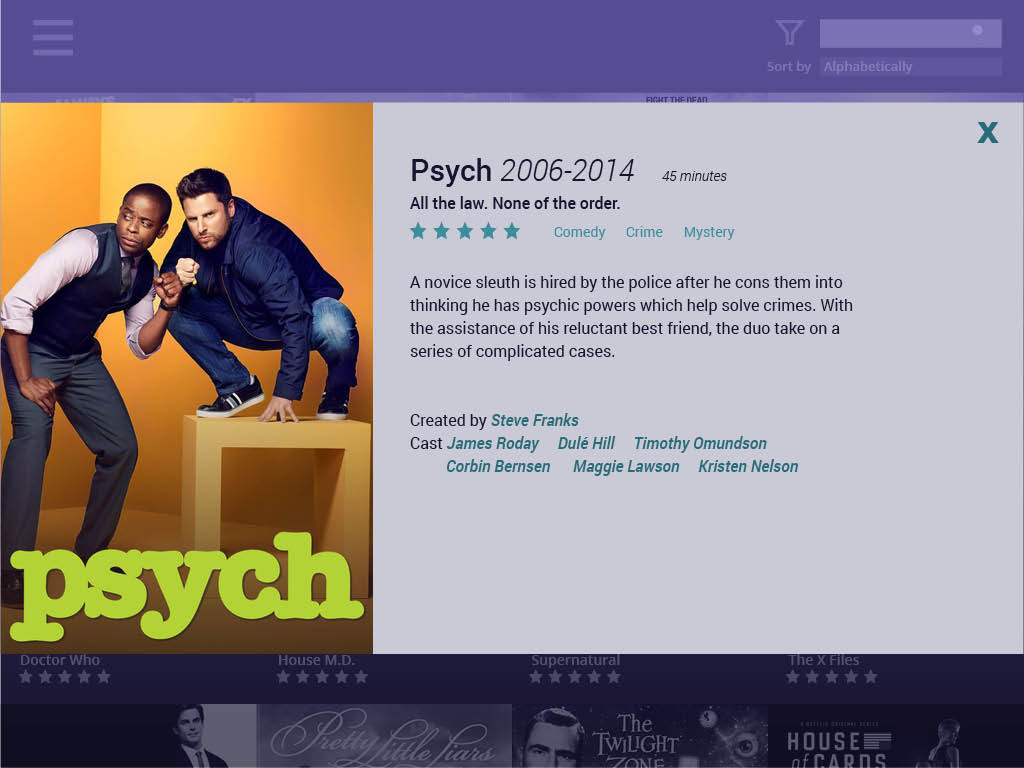 Sort by Alphabetically
FIGHT THE DEAD
X
Psych 2006-2014 45 minutes
All the law. None of the order.
Comedy Crime Mystery
A novice sleuth is hired by the police after he cons them into
thinking he has psychic powers which help solve crimes. With
the assistance of his reluctant best friend, the duo take on a
series of complicated cases.
Created by Steve Franks
Cast James Roday Dulé Hill Timothy Omundson
Corbin Bernsen Maggie Lawson Kristen Nelson
psych
Doctor Who House M.D. Supernatural The X Files
Pretty Little Liars
The
TWILIGHT
ZONE
A NETFLIX ORIGINAL SERIES
HOUSE
of CARDS